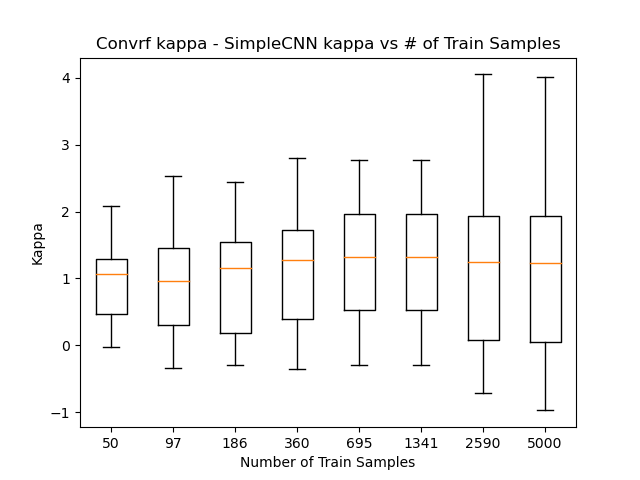 Convrf kappa - SimpleCNN kappa vs # of Train Samples
Kappa
4
3
2
1
0
−1
50 97 186 360 695 1341 2590 5000
Number of Train Samples